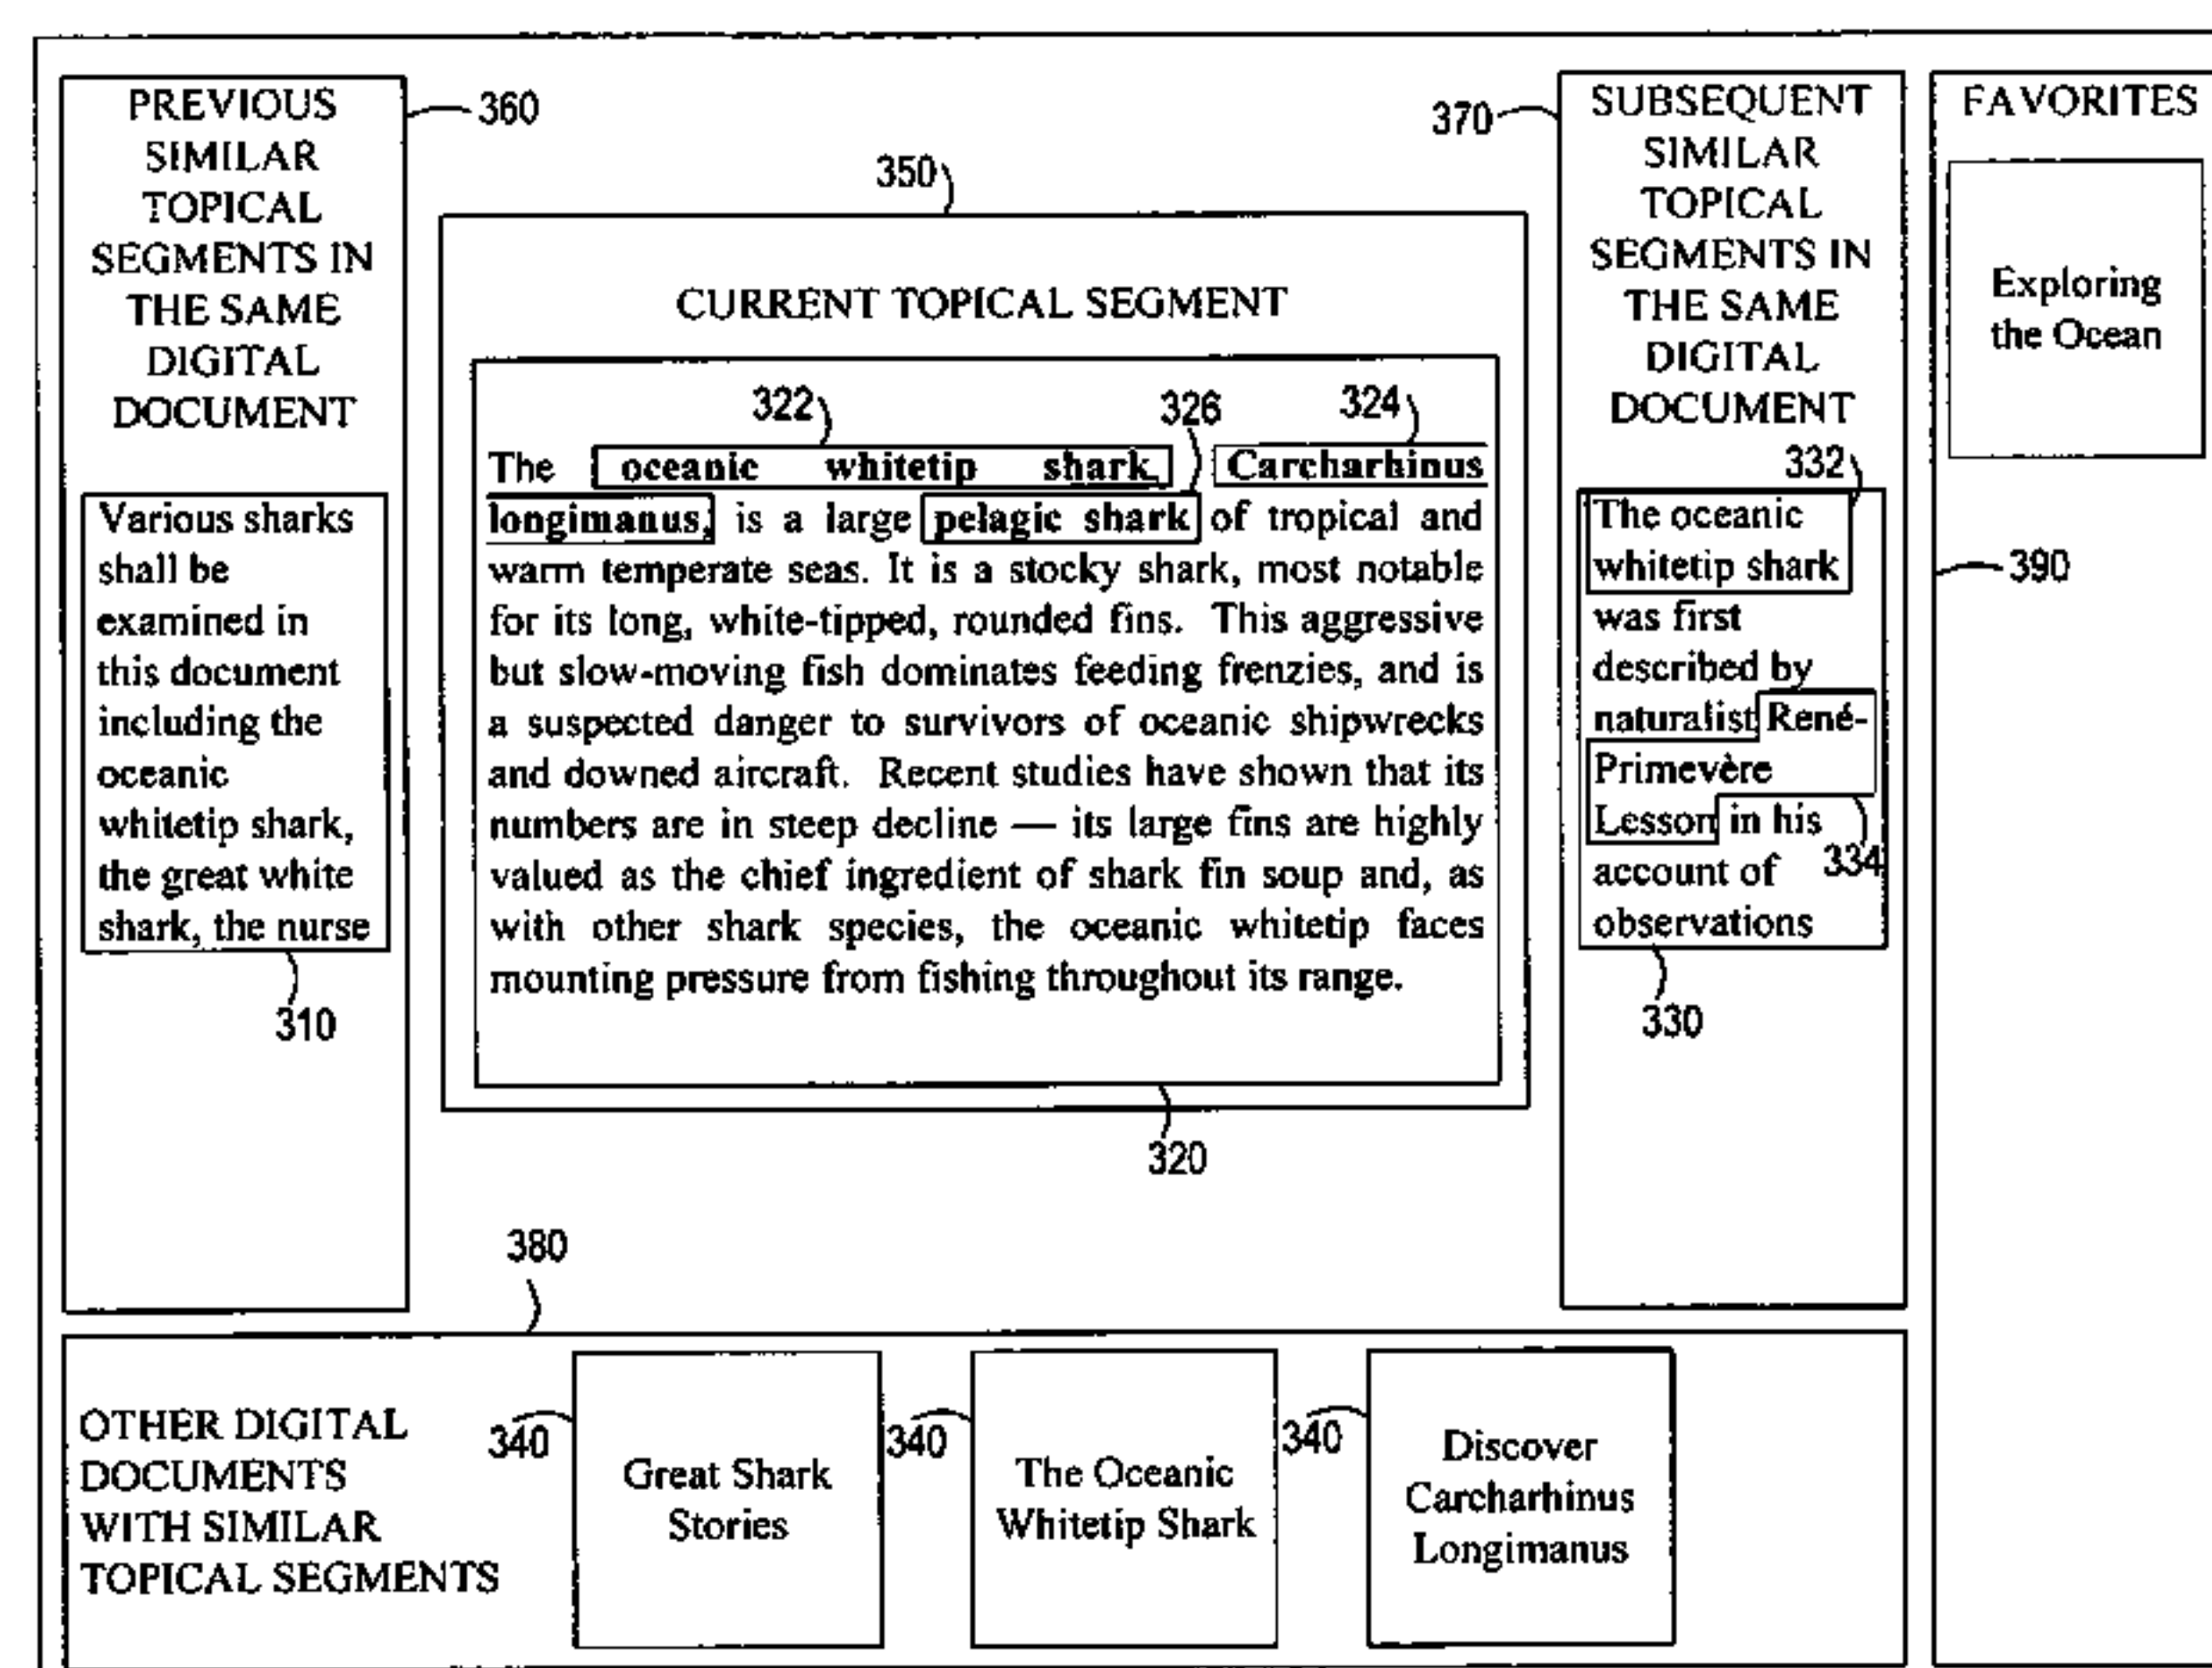 PREVIOUS
SIMILAR
TOPICAL
SEGMENTS IN
THE SAME
DIGITAL
DOCUMENT
360
Various sharks
shall be
examined in
this document
including the
oceanic
whitetip shark,
the great white
shark, the nurse
310
350
CURRENT TOPICAL SEGMENT
322
326
324
The oceanic whitetip shark, Carcharhinus
longimanus, is a large pelagic shark of tropical and
warm temperate seas. It is a stocky shark, most notable
for its long, white-tipped, rounded fins. This aggressive
but slow-moving fish dominates feeding frenzies, and is
a suspected danger to survivors of oceanic shipwrecks
and downed aircraft. Recent studies have shown that its
numbers are in steep decline — its large fins are highly
valued as the chief ingredient of shark fin soup and, as
with other shark species, the oceanic whitetip faces
mounting pressure from fishing throughout its range.
320
370
SUBSEQUENT
SIMILAR
TOPICAL
SEGMENTS IN
THE SAME
DIGITAL
DOCUMENT
332
The oceanic
whitetip shark
was first
described by
naturalist René-
Primevère
Lesson in his
account of
observations
334
330
FAVORITES
Exploring
the Ocean
390
380
OTHER DIGITAL
DOCUMENTS
WITH SIMILAR
TOPICAL SEGMENTS
340
Great Shark
Stories
340
The Oceanic
Whitetip Shark
340
Discover
Carcharhinus
Longimanus